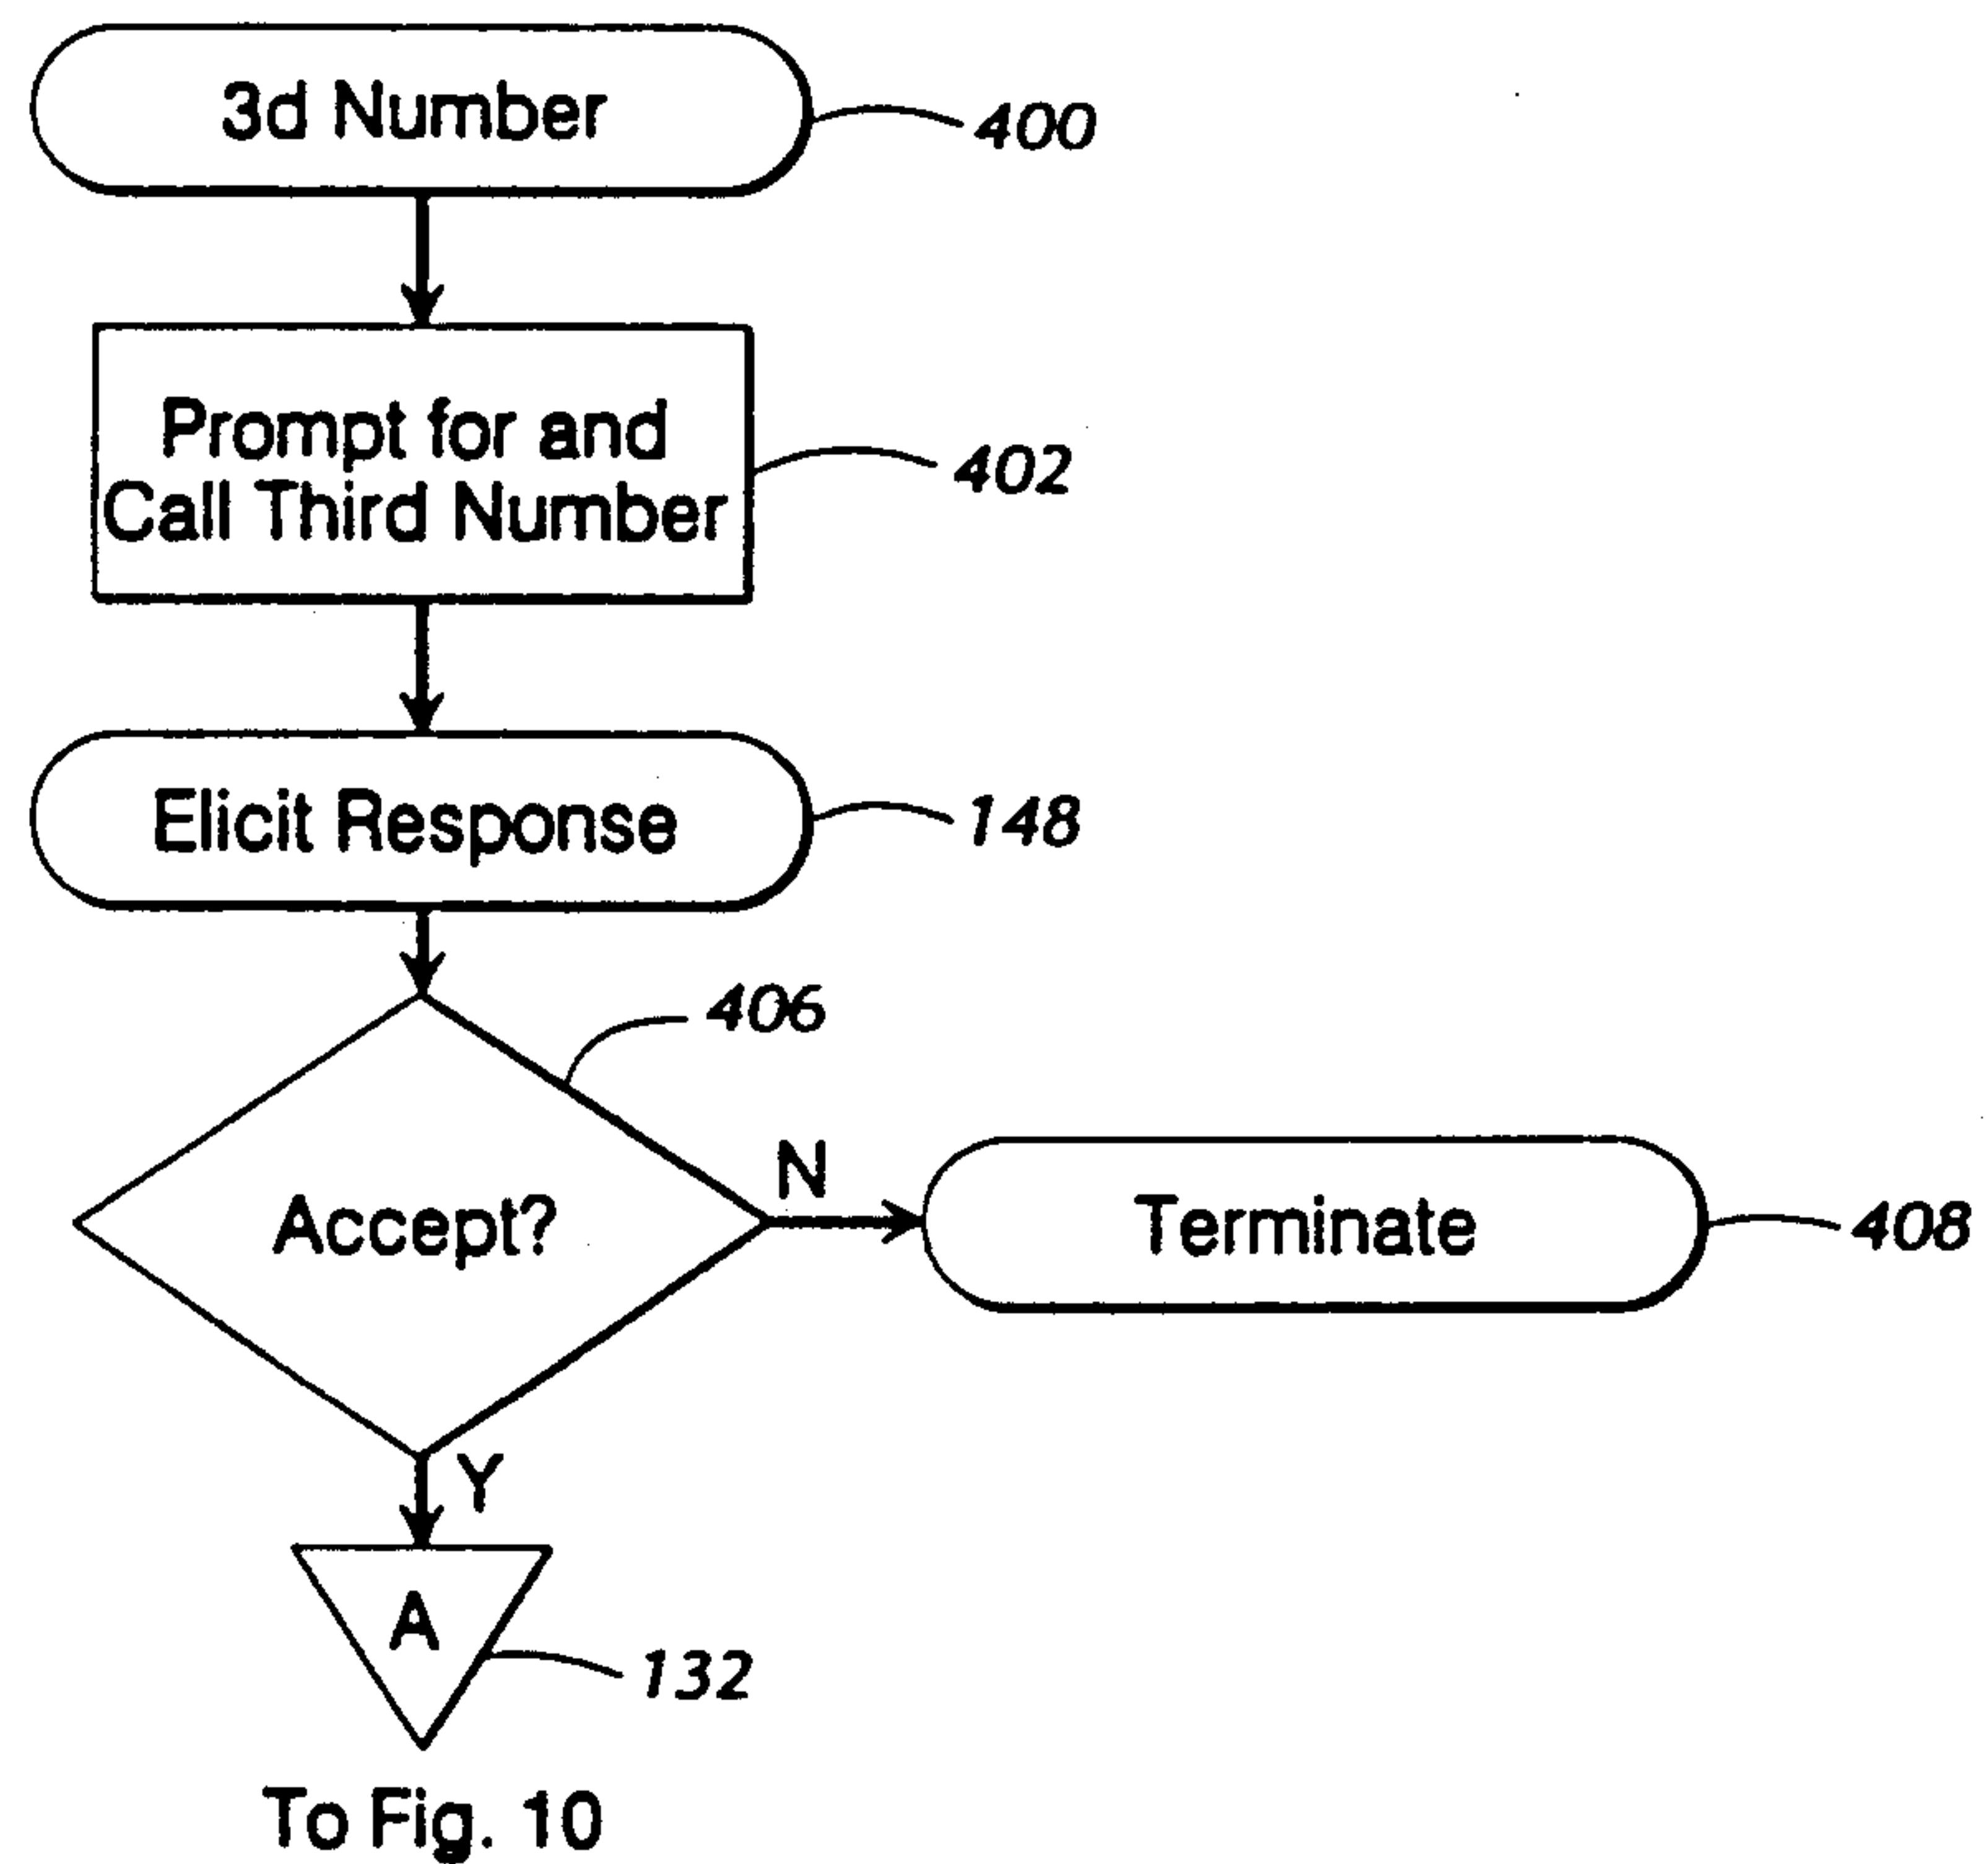 3d Number
400
Prompt for and
Call Third Number
402
Elicit Response
148
406
Accept?
N
Terminate
408
Y
A
132
To Fig. 10